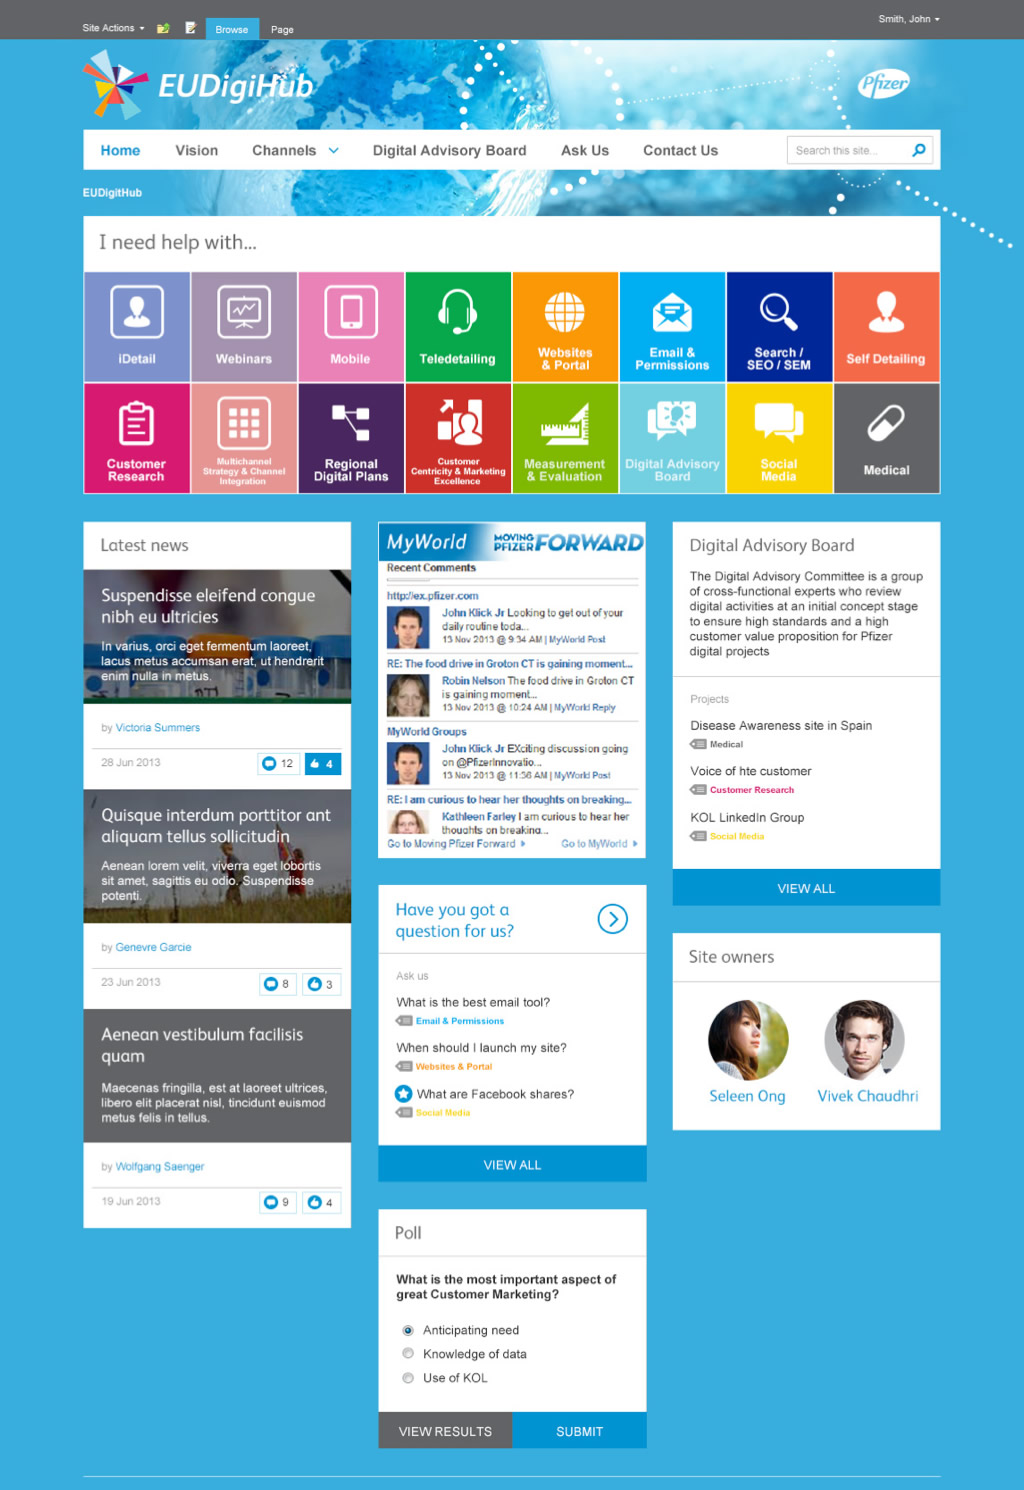 Site Actions
Browse
Page
Smith, John
EUDigiHub
Pfizer
Home
Vision
Channels
Digital Advisory Board
Ask Us
Contact Us
Search this site...
EUDigitHub
I need help with...
iDetail
Webinars
Mobile
Teledetailing
Websites
& Portal
Email &
Permissions
Search /
SEO / SEM
Self Detailing
Customer
Research
Multichannel
Strategy & Channel
Integration
Regional
Digital Plans
Customer
Centricity & Marketing
Excellence
Measurement
& Evaluation
Digital Advisory
Board
Social
Media
Medical
Latest news
Suspendisse eleifend congue
nibh eu ultricies
In varius, orci eget fermentum laoreet,
lacus metus accumsan erat, ut hendrerit
enim nulla in metus.
by Victoria Summers
28 Jun 2013
12
4
Quisque interdum porttitor ant
aliquam tellus sollicitudin
Aenean lorem velit, viverra eget lobortis
sit amet, sagittis eu odio. Suspendisse
potenti.
by Genevre Garcie
23 Jun 2013
8
3
Aenean vestibulum facilisis
quam
Maecenas fringilla, est at laoreet ultrices,
libero elit placerat nisl, tincidunt euismod
metus felis in tellus.
by Wolfgang Saenger
19 Jun 2013
9
4
MyWorld
MOVING
PFIZER FORWARD
Recent Comments
http://ex.pfizer.com
John Klick Jr Looking to get out of your
daily routine toda...
13 Nov 2013 @ 9:34 AM | MyWorld Post
RE: The food drive in Groton CT is gaining moment...
Robin Nelson The food drive in Groton CT
is gaining moment...
13 Nov 2013 @ 10:24 AM | MyWorld Reply
MyWorld Groups
John Klick Jr EXciting discussion going
on @PfizerInnovatio...
13 Nov 2013 @ 11:56 AM | MyWorld Post
RE: I am curious to hear her thoughts on breaking...
Kathleen Farley I am curious to hear her
thoughts on breaking...
Go to Moving Pfizer Forward
Go to MyWorld
Have you got a
question for us?
Ask us
What is the best email tool?
Email & Permissions
When should I launch my site?
Websites & Portal
What are Facebook shares?
Social Media
VIEW ALL
Poll
What is the most important aspect of
great Customer Marketing?
Anticipating need
Knowledge of data
Use of KOL
VIEW RESULTS
SUBMIT
Digital Advisory Board
The Digital Advisory Committee is a group
of cross-functional experts who review
digital activities at an initial concept stage
to ensure high standards and a high
customer value proposition for Pfizer
digital projects
Projects
Disease Awareness site in Spain
Medical
Voice of hte customer
Customer Research
KOL LinkedIn Group
Social Media
VIEW ALL
Site owners
Seleen Ong
Vivek Chaudhri